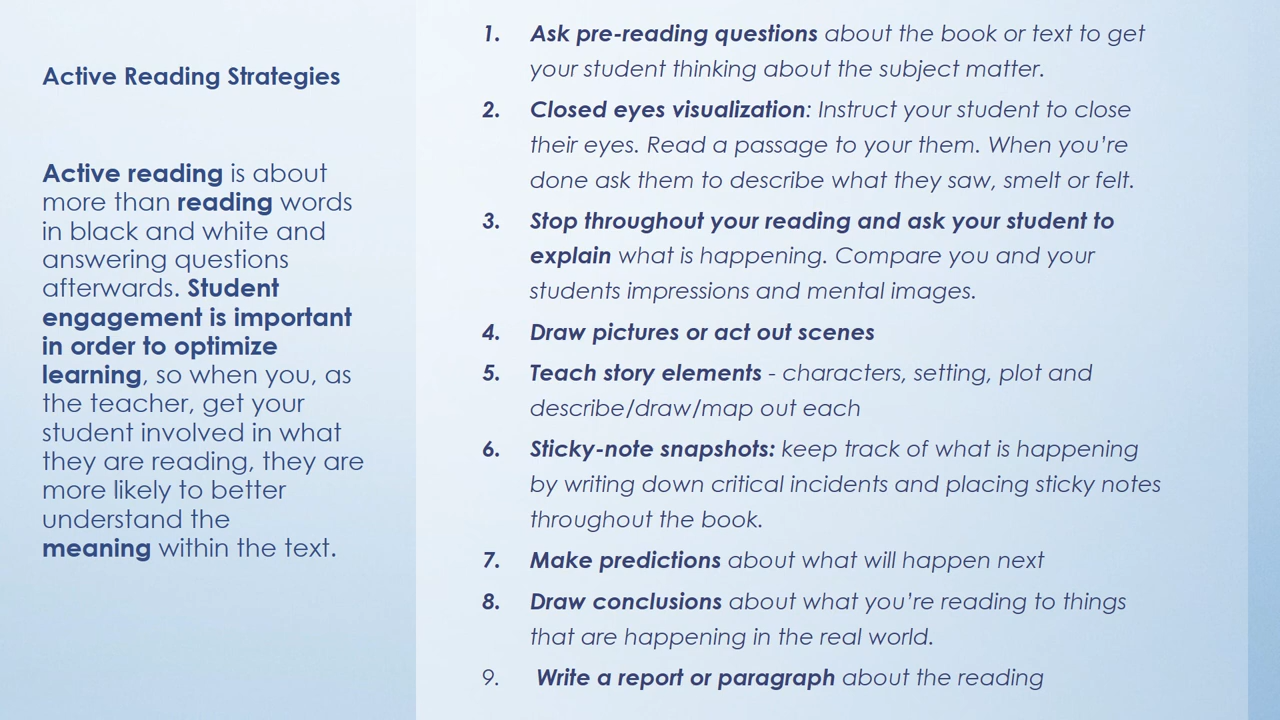 Active Reading Strategies
Active reading is about
more than reading words
in black and white and
answering questions
afterwards. Student
engagement is important
in order to optimize
learning, so when you, as
the teacher, get your
student involved in what
they are reading, they are
more likely to better
understand the
meaning within the text.
1. Ask pre-reading questions about the book or text to get
your student thinking about the subject matter.
2. Closed eyes visualization: Instruct your student to close
their eyes. Read a passage to your them. When you're
done ask them to describe what they saw, smelt or felt.
3. Stop throughout your reading and ask your student to
explain what is happening. Compare you and your
students impressions and mental images.
4. Draw pictures or act out scenes
5. Teach story elements - characters, setting, plot and
describe/draw/map out each
6. Sticky-note snapshots: keep track of what is happening
by writing down critical incidents and placing sticky notes
throughout the book.
7. Make predictions about what will happen next
8. Draw conclusions about what you're reading to things
that are happening in the real world.
9. Write a report or paragraph about the reading